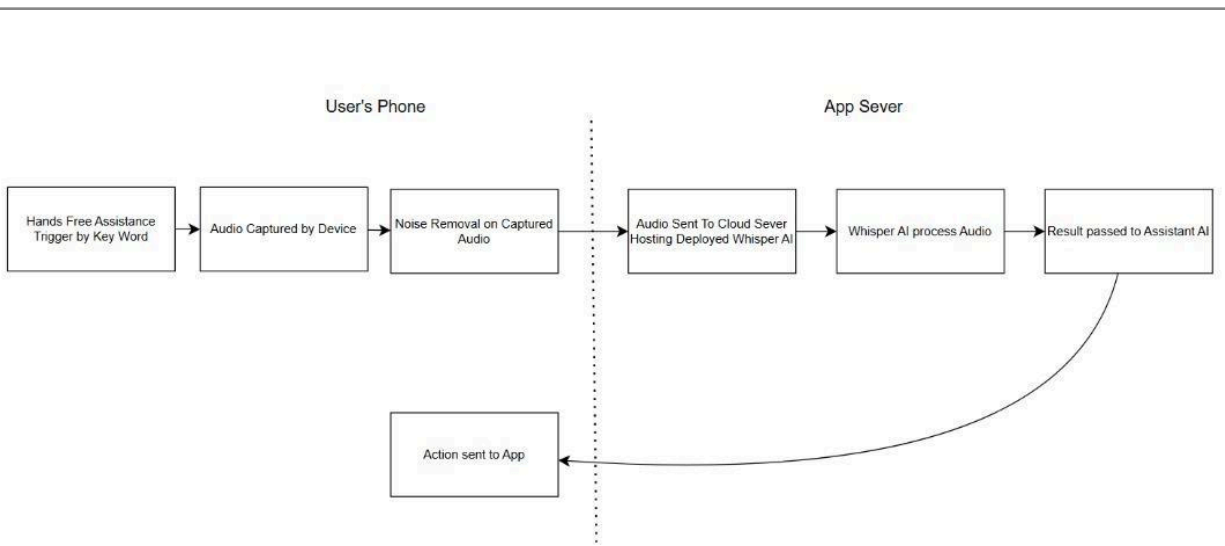 User's Phone
App Sever
Hands Free Assistance
Trigger by Key Word
Audio Captured by Device
Noise Removal on Captured
Audio
Audio Sent To Cloud Sever
Hosting Deployed Whisper AI
Whisper AI process Audio
Result passed to Assistant AI
Action sent to App